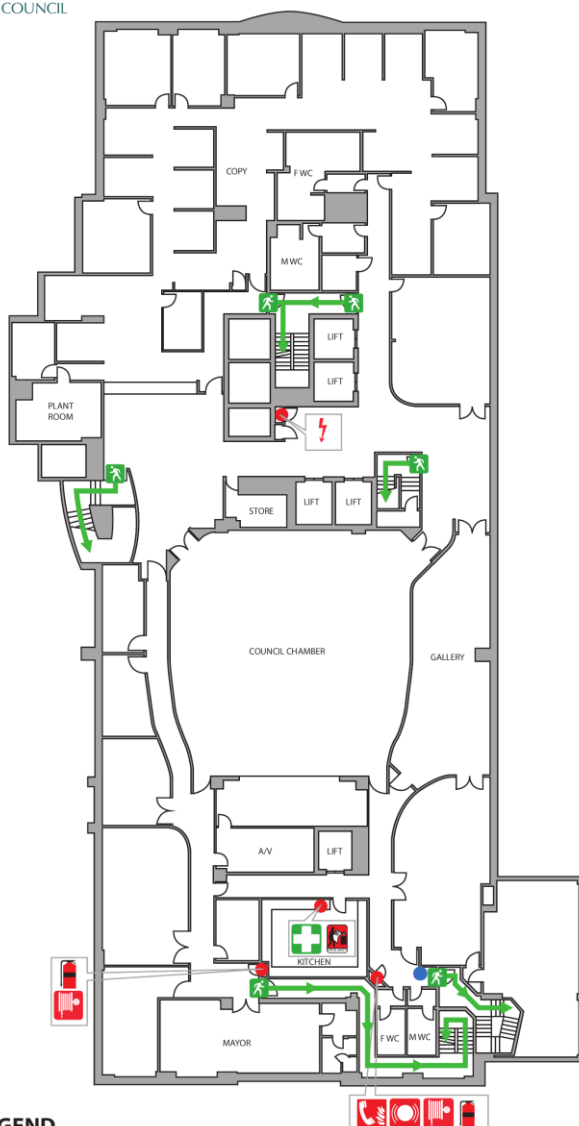 COUNCIL
COPY
F WC
M WC
LIFT
LIFT
PLANT
ROOM
STORE
LIFT
LIFT
COUNCIL CHAMBER
GALLERY
A/V
LIFT
KITCHEN
MAYOR
F WC
M WC
GEND